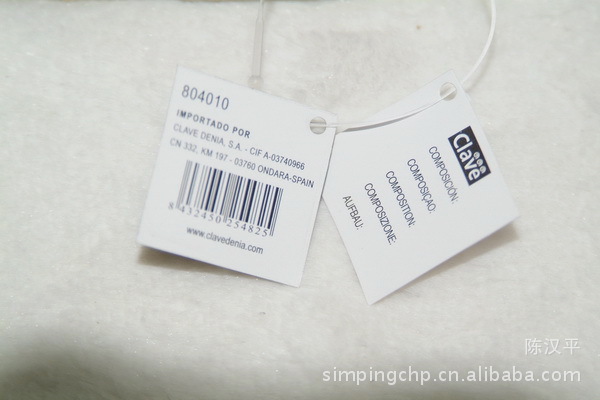 804010
IMPORTADO POR
CLAVE DENIA, S.A. - CIF A-03740966
CN 332, KM 197 - 03760 ONDARA-SPAIN
8 432450 254825
www.clavedenia.com
Clave
COMPOSICIÓN:
COMPOSIÇAO:
COMPOSITION:
COMPOSIZIONE:
AUFBAU:
陈汉平
simpingchp.cn.alibaba.com